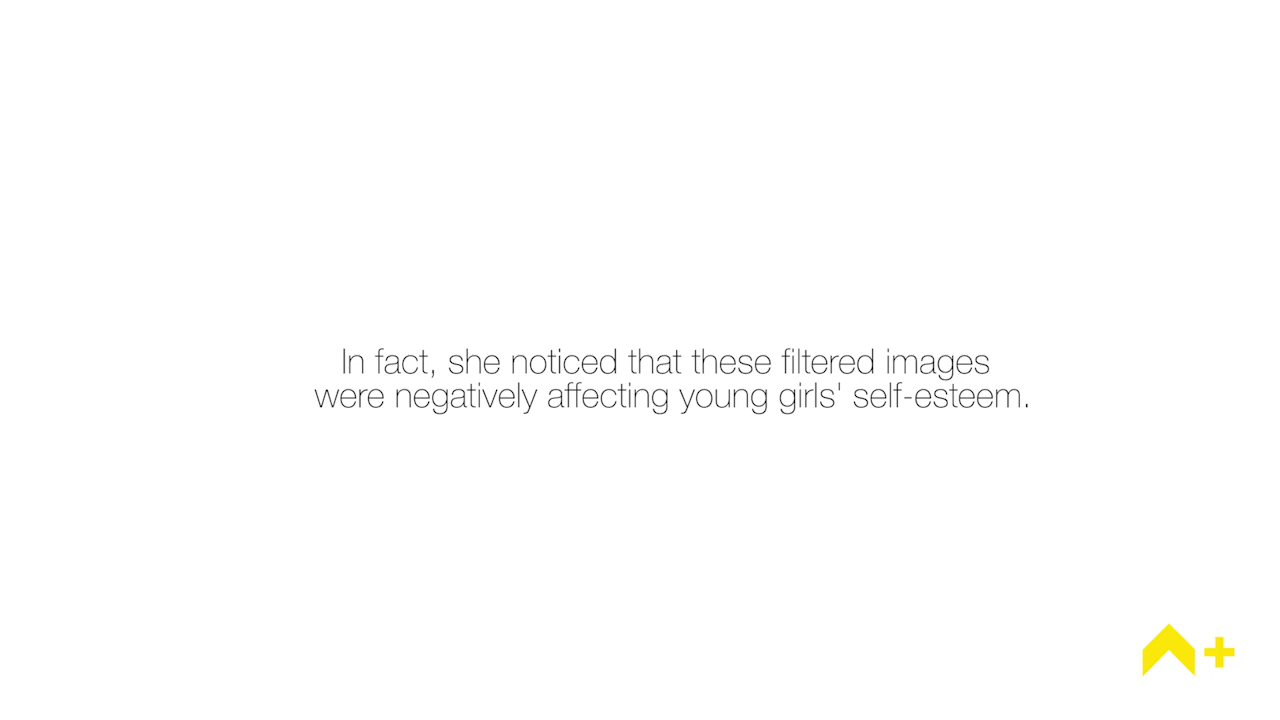 In fact, she noticed that these filtered images
were negatively affecting young girls' self-esteem.